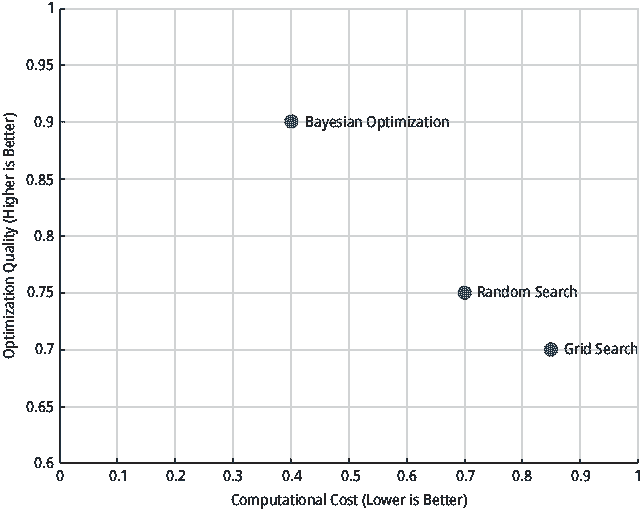 1
0.95
0.9
0.85
0.8
0.75
0.7
0.65
0.6
Optimization Quality (Higher is Better)
Bayesian Optimization
Random Search
Grid Search
0 0.1 0.2 0.3 0.4 0.5 0.6 0.7 0.8 0.9 1
Computational Cost (Lower is Better)